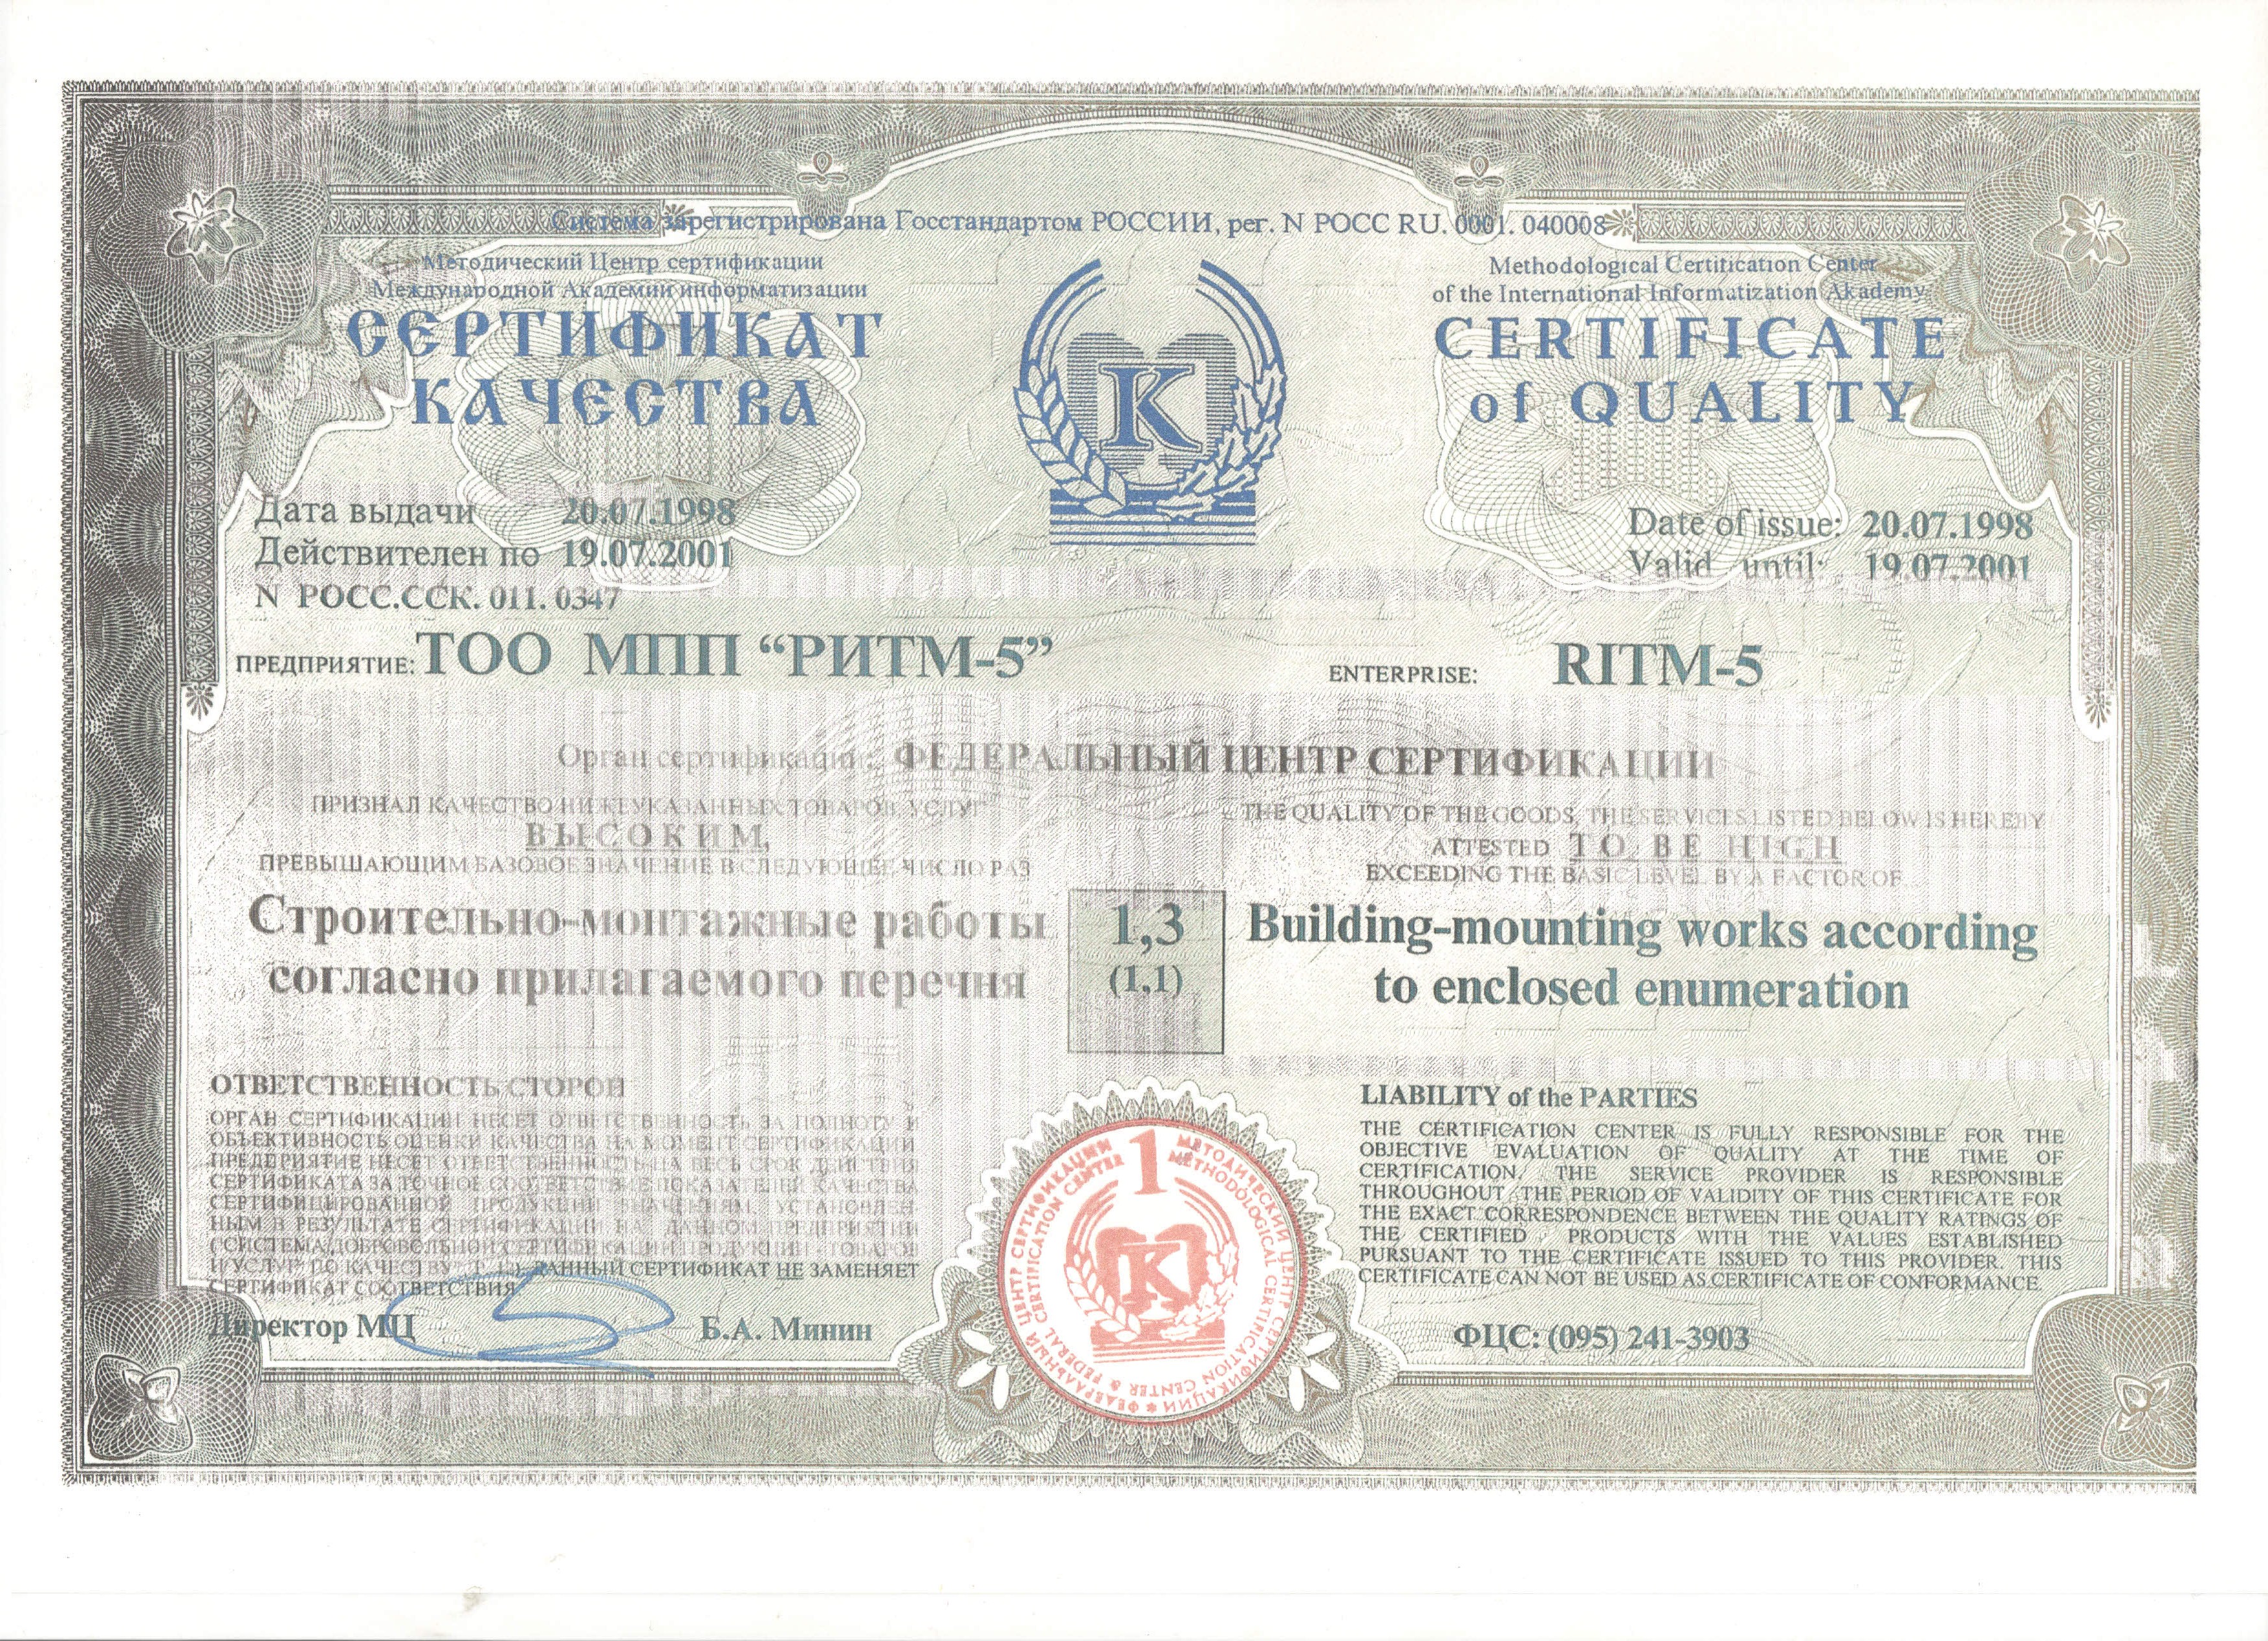 Система зарегистрирована Госстандартом РОССИИ, рег. N РОСС RU. 0001. 040008
Методический Центр сертификации
Международной Академии информатизации
СЕРТИФИКАТ
КАЧЕСТВА
Methodological Certification Center
of the International Informatization Akademy
CERTIFICATE
of QUALITY
К
Дата выдачи 20.07.1998
Действителен по 19.07.2001
N РОСС.ССК. 011. 0347
Date of issue: 20.07.1998
Valid until: 19.07.2001
ПРЕДПРИЯТИЕ: ТОО МПП “РИТМ-5”
ENTERPRISE: RITM-5
Орган сертификации: ФЕДЕРАЛЬНЫЙ ЦЕНТР СЕРТИФИКАЦИИ
ПРИЗНАЛ КАЧЕСТВО НИЖЕУКАЗАННЫХ ТОВАРОВ, УСЛУГ
ВЫСОКИМ,
ПРЕВЫШАЮЩИМ БАЗОВОЕ ЗНАЧЕНИЕ В СЛЕДУЮЩЕЕ ЧИСЛО РАЗ
THE QUALITY OF THE GOODS, THE SERVICES LISTED BELOW IS HEREBY
ATTESTED TO BE HIGH
EXCEEDING THE BASIC LEVEL BY A FACTOR OF
Строительно-монтажные работы
согласно прилагаемого перечня
1,3
(1,1)
Building-mounting works according
to enclosed enumeration
ОТВЕТСТВЕННОСТЬ СТОРОН
ОРГАН СЕРТИФИКАЦИИ НЕСЕТ ОТВЕТСТВЕННОСТЬ ЗА ПОЛНОТУ И
ОБЪЕКТИВНОСТЬ ОЦЕНКИ КАЧЕСТВА НА МОМЕНТ СЕРТИФИКАЦИИ
ПРЕДПРИЯТИЕ НЕСЕТ ОТВЕТСТВЕННОСТЬ НА ВЕСЬ СРОК ДЕЙСТВИЯ
СЕРТИФИКАТА ЗА ТОЧНОЕ СООТВЕТСТВИЕ ПОКАЗАТЕЛЕЙ КАЧЕСТВА
СЕРТИФИЦИРОВАННОЙ ПРОДУКЦИИ ЗНАЧЕНИЯМ, УСТАНОВЛЕН-
НЫМ В РЕЗУЛЬТАТЕ СЕРТИФИКАЦИИ НА ДАННОМ ПРЕДПРИЯТИИ
(СИСТЕМА ДОБРОВОЛЬНОЙ СЕРТИФИКАЦИИ ПРОДУКЦИИ (ТОВАРОВ
И УСЛУГ) ПО КАЧЕСТВУ ДАННЫЙ СЕРТИФИКАТ НЕ ЗАМЕНЯЕТ
СЕРТИФИКАТ СООТВЕТСТВИЯ
Директор МЦ Б.А. Минин
LIABILITY of the PARTIES
THE CERTIFICATION CENTER IS FULLY RESPONSIBLE FOR THE
OBJECTIVE EVALUATION OF QUALITY AT THE TIME OF
CERTIFICATION. THE SERVICE PROVIDER IS RESPONSIBLE
THROUGHOUT THE PERIOD OF VALIDITY OF THIS CERTIFICATE FOR
THE EXACT CORRESPONDENCE BETWEEN THE QUALITY RATINGS OF
THE CERTIFIED PRODUCTS WITH THE VALUES ESTABLISHED
PURSUANT TO THE CERTIFICATE ISSUED TO THIS PROVIDER. THIS
CERTIFICATE CAN NOT BE USED AS CERTIFICATE OF CONFORMANCE.
ФЦС: (095) 241-3903
1
МЕТОДИЧЕСКИЙ ЦЕНТР СЕРТИФИКАЦИИ * ФЕДЕРАЛЬНЫЙ ЦЕНТР СЕРТИФИКАЦИИ
METHODOLOGICAL CERTIFICATION CENTER & FEDERAL CERTIFICATION CENTER
К